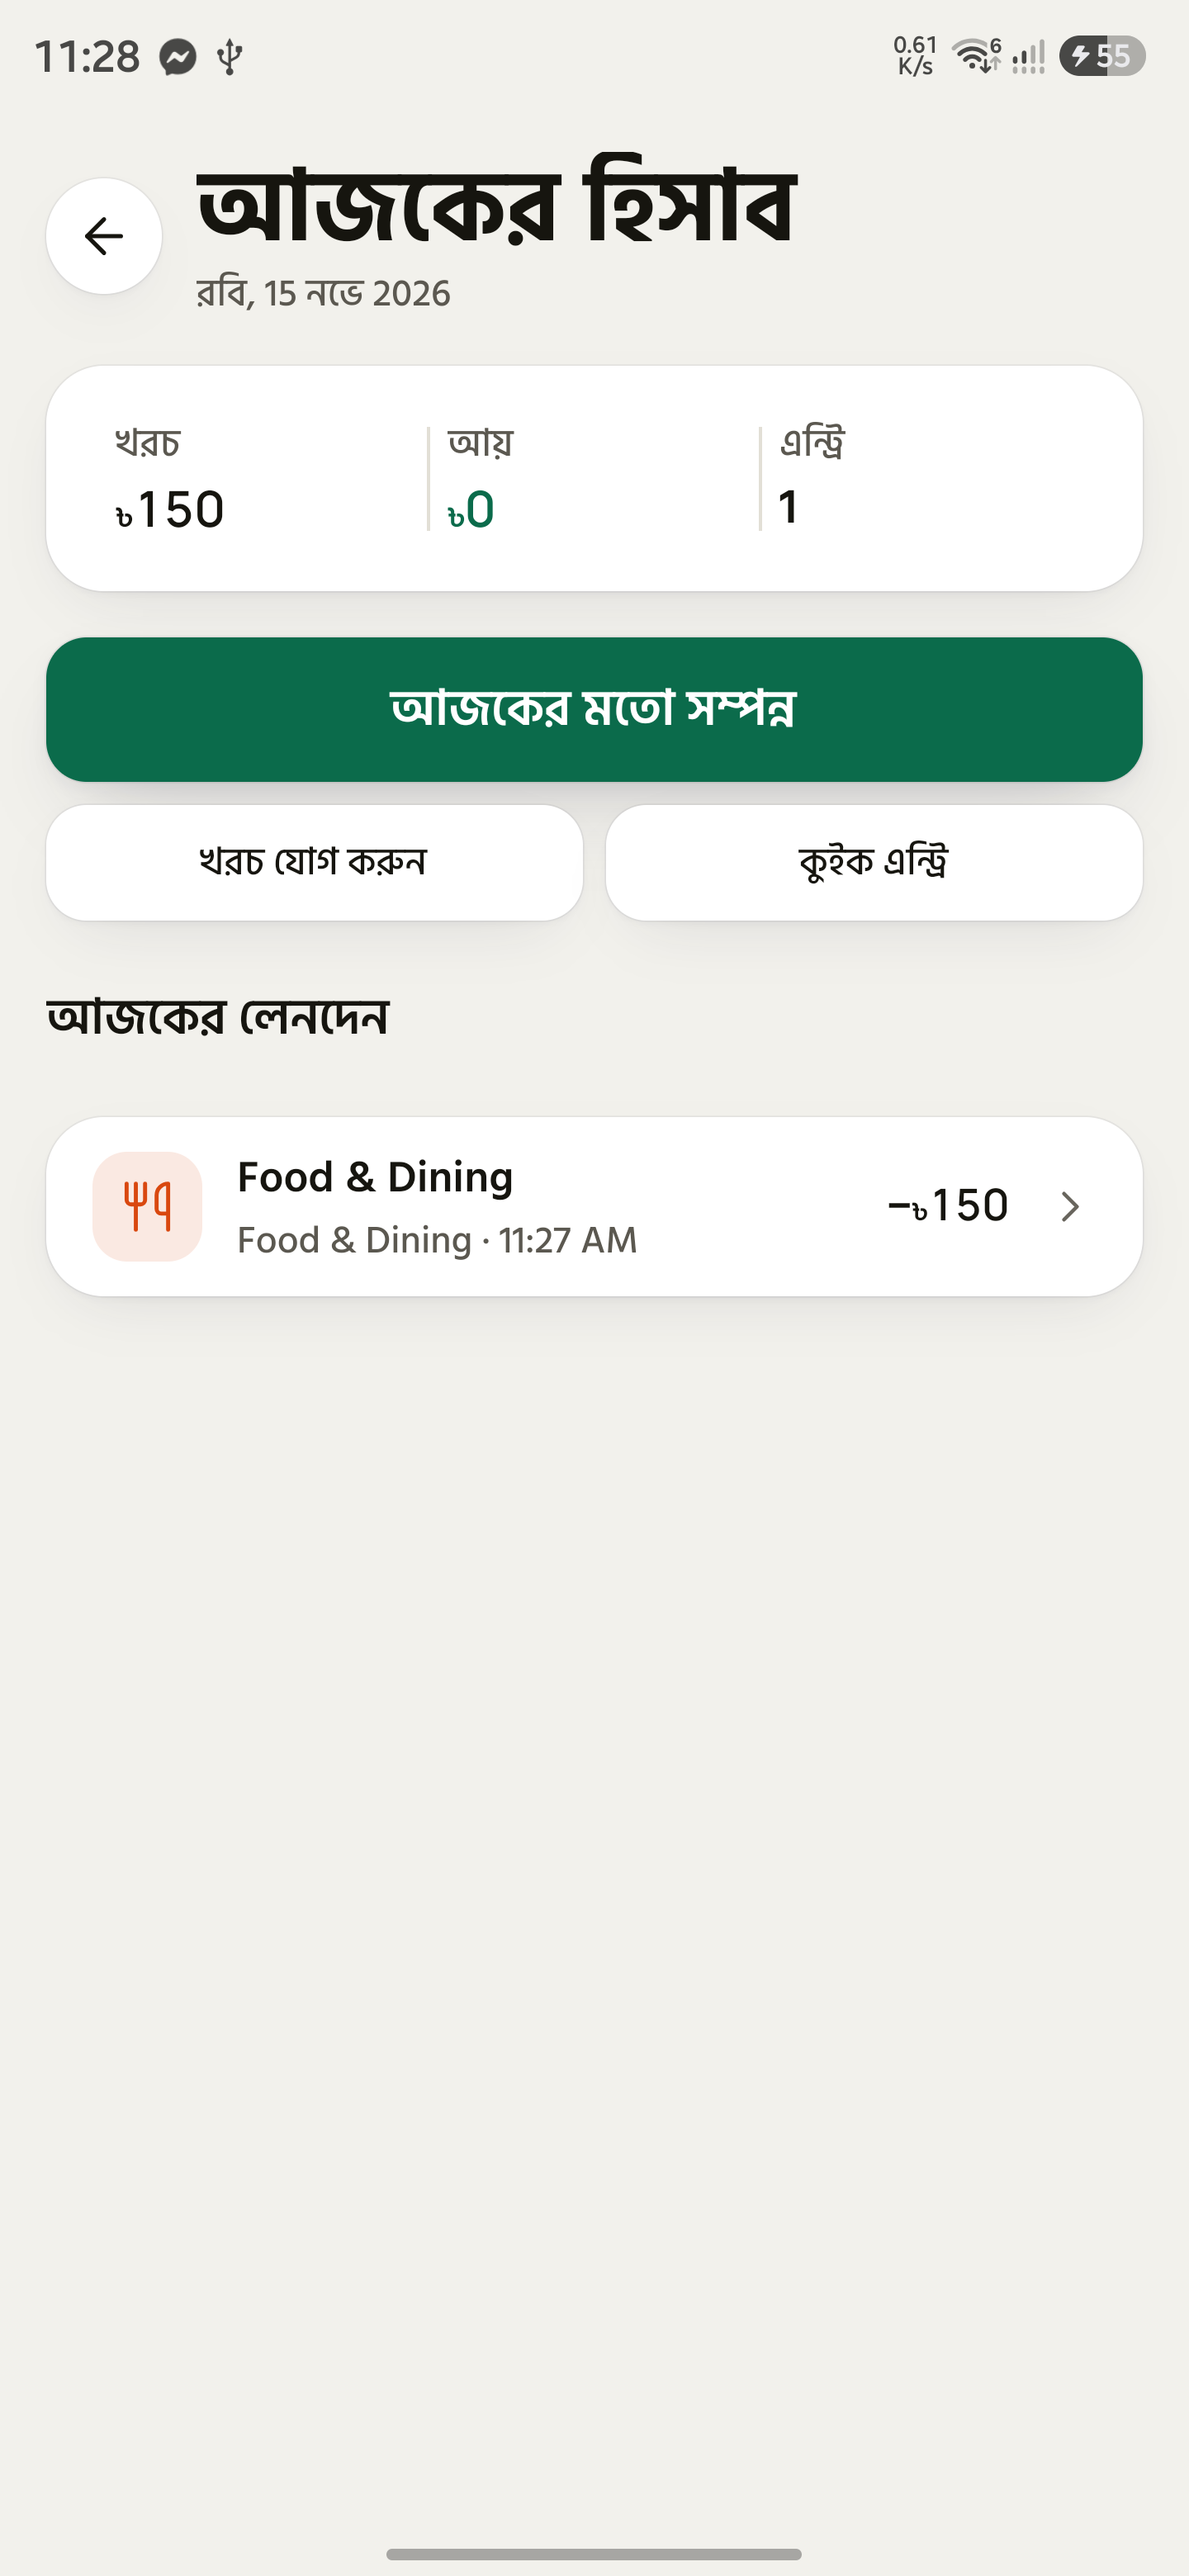 11:28
0.61 K/s
6
55
আজকের হিসাব
রবি, 15 নভে 2026
খরচ
৳150
আয়
৳0
এন্ট্রি
1
আজকের মতো সম্পন্ন
খরচ যোগ করুন
কুইক এন্ট্রি
আজকের লেনদেন
Food & Dining
Food & Dining · 11:27 AM
−৳150